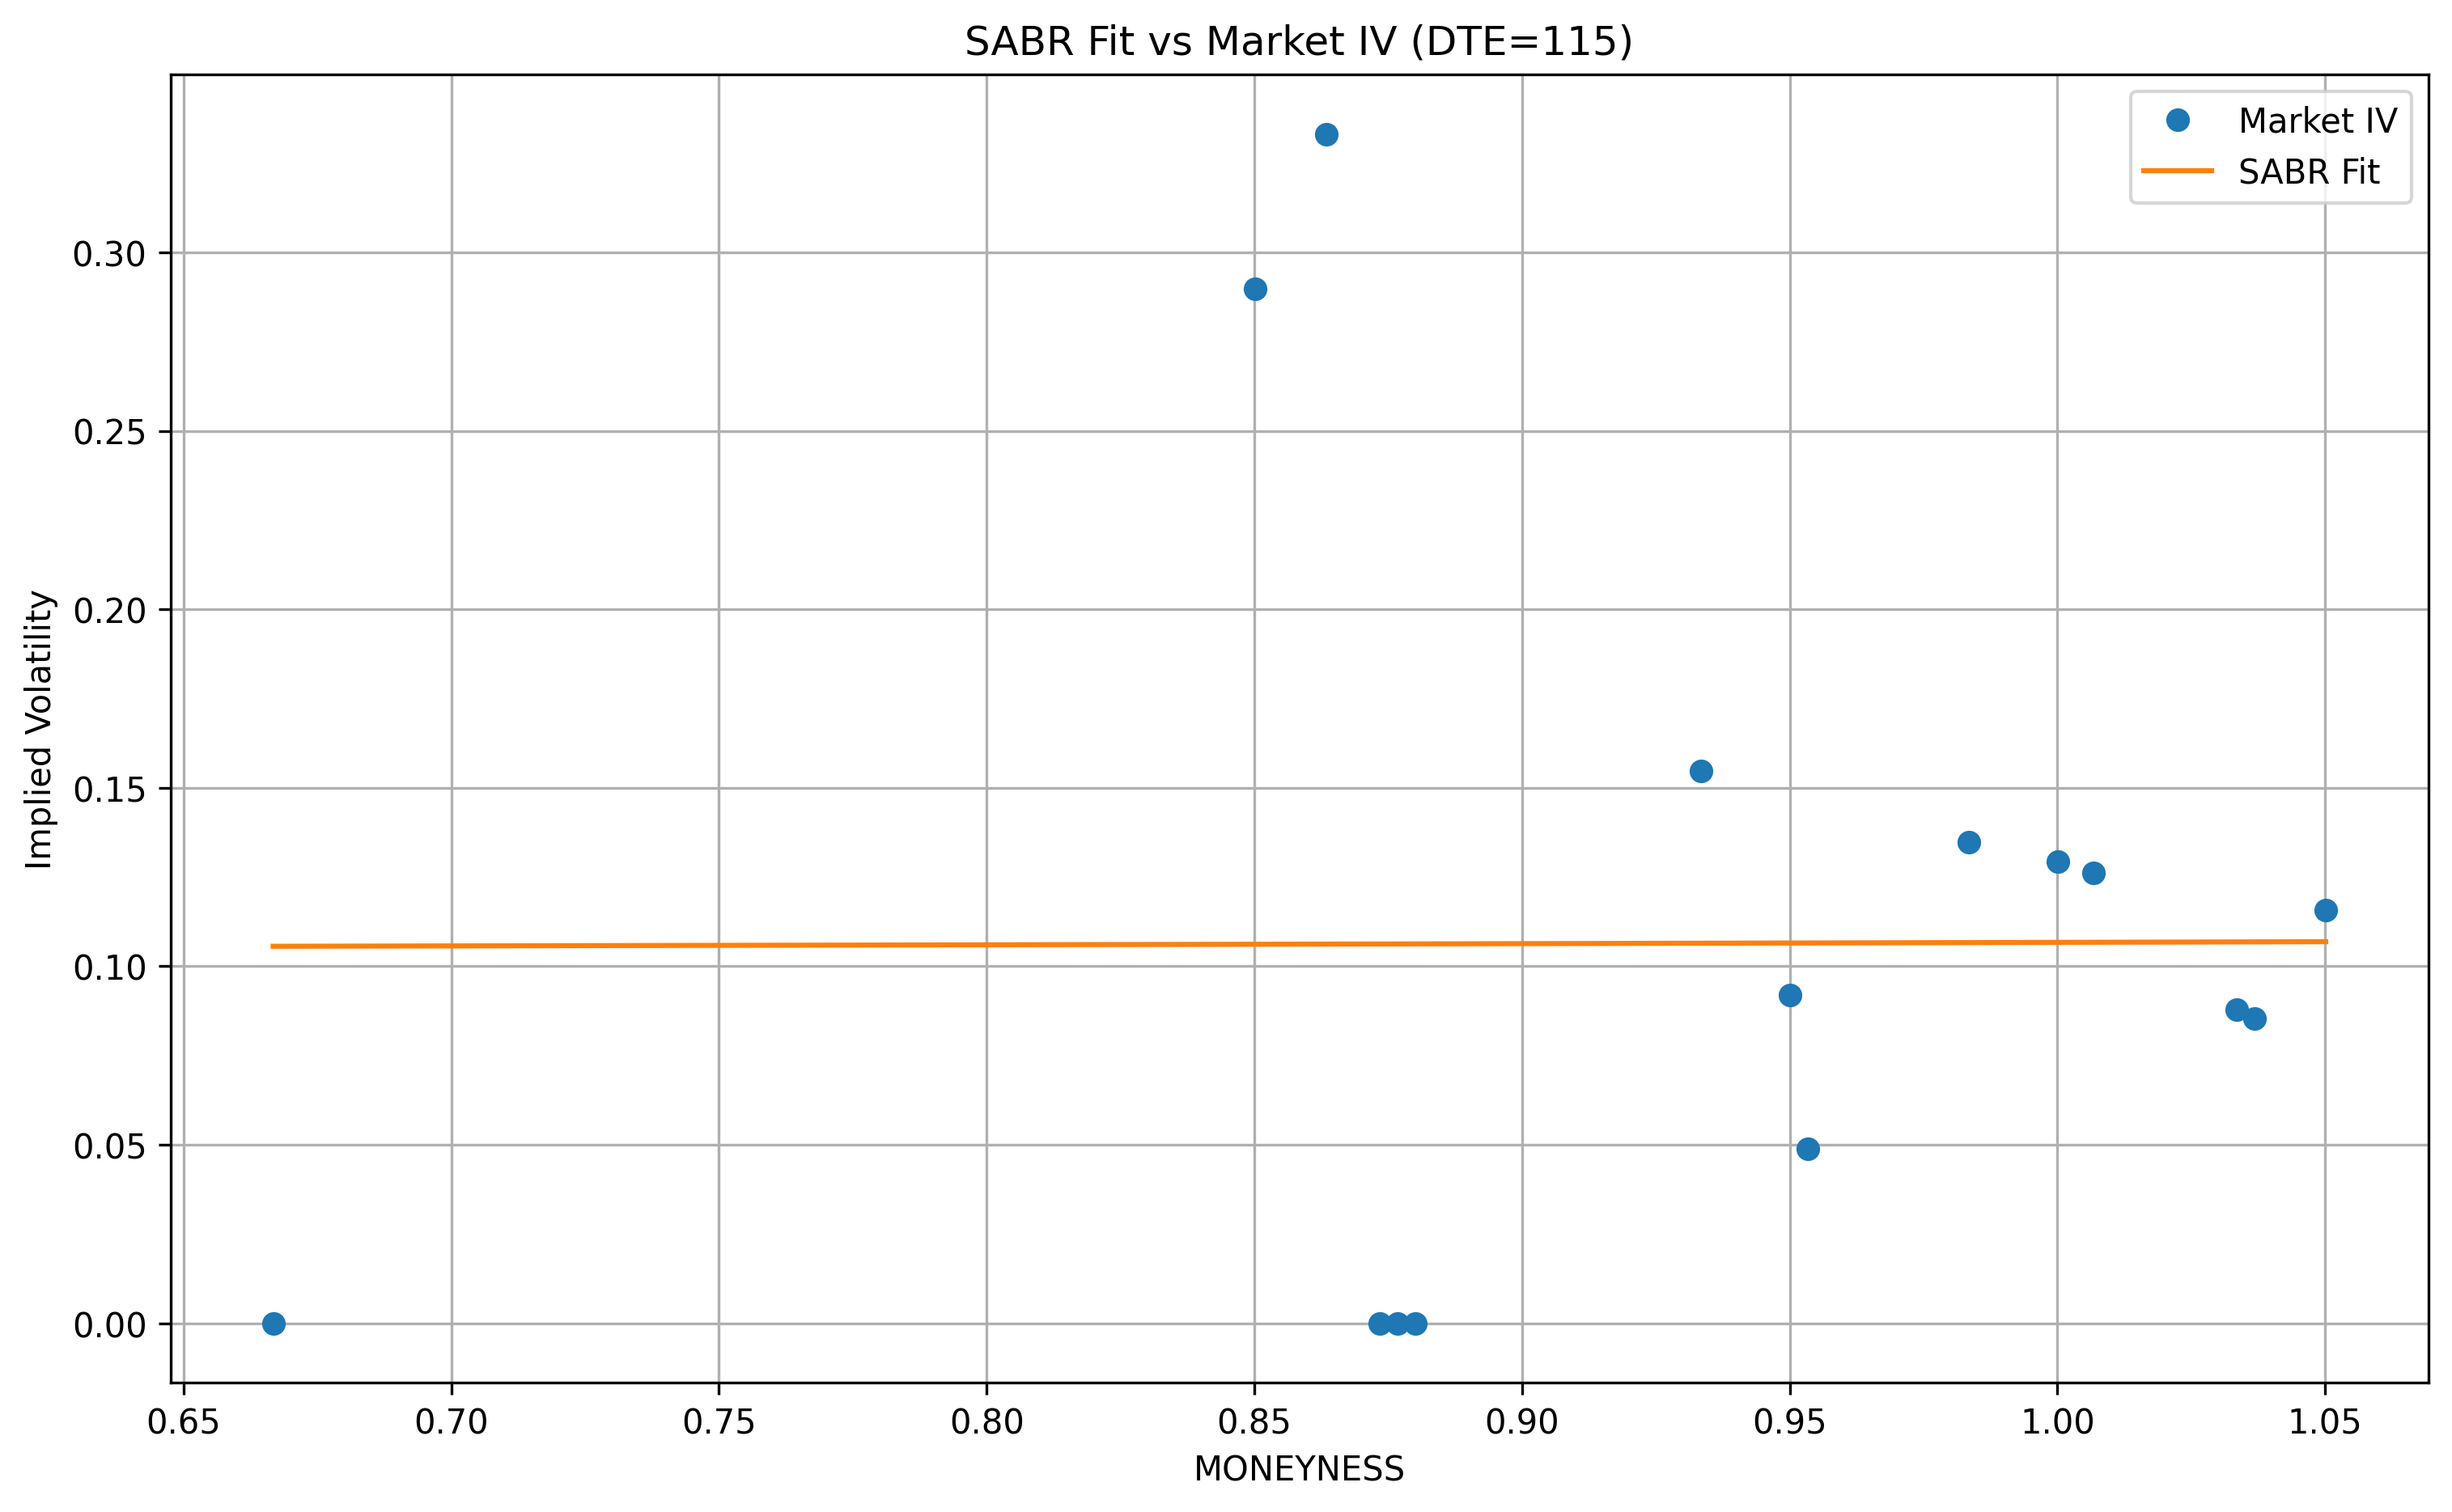 SABR Fit vs Market IV (DTE=115)
Market IV
SABR Fit
Implied Volatility
0.30
0.25
0.20
0.15
0.10
0.05
0.00
0.65 0.70 0.75 0.80 0.85 0.90 0.95 1.00 1.05
MONEYNESS